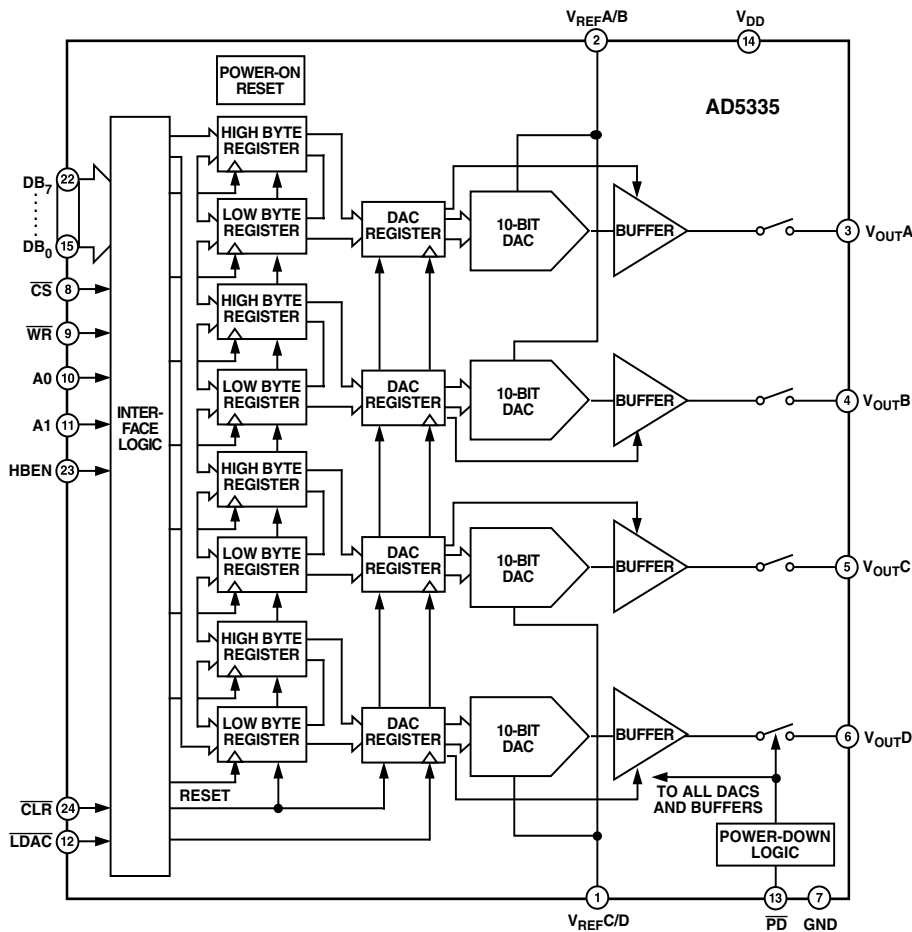 VREFA/B
VDD
2
14
POWER-ON
RESET
AD5335
HIGH BYTE
REGISTER
DB7
22
DB0
15
LOW BYTE
REGISTER
DAC
REGISTER
10-BIT
DAC
BUFFER
3
VOUTA
CS
8
HIGH BYTE
REGISTER
WR
9
A0
10
LOW BYTE
REGISTER
DAC
REGISTER
10-BIT
DAC
BUFFER
4
VOUTB
A1
11
INTER-
FACE
LOGIC
HBEN
23
HIGH BYTE
REGISTER
LOW BYTE
REGISTER
DAC
REGISTER
10-BIT
DAC
BUFFER
5
VOUTC
HIGH BYTE
REGISTER
LOW BYTE
REGISTER
DAC
REGISTER
10-BIT
DAC
BUFFER
6
VOUTD
RESET
TO ALL DACS
AND BUFFERS
CLR
24
LDAC
12
POWER-DOWN
LOGIC
1
13
7
VREFC/D
PD
GND